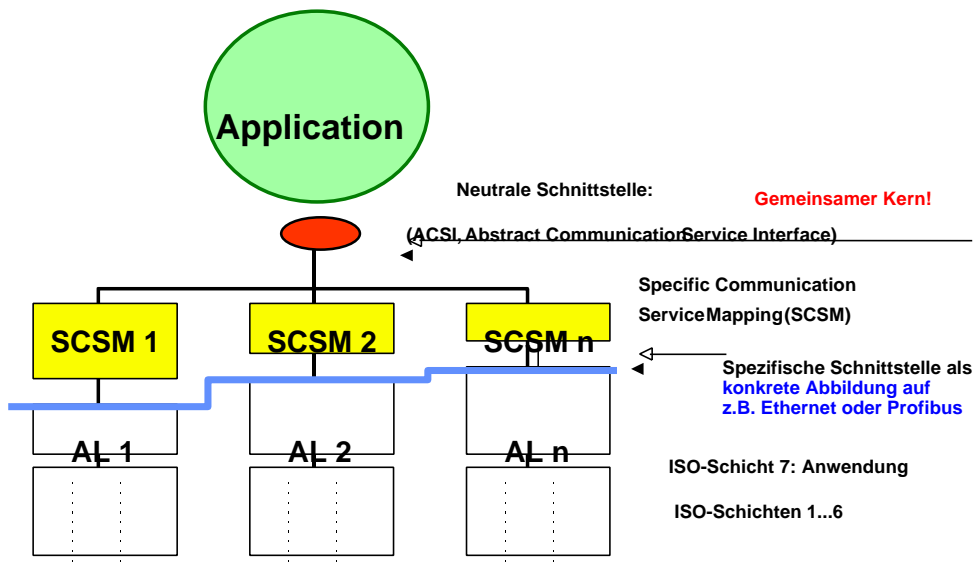 Application
Neutrale Schnittstelle:
Gemeinsamer Kern!
(ACSI, Abstract Communication Service Interface)
Specific Communication
Service Mapping (SCSM)
SCSM 1
SCSM 2
SCSM n
Spezifische Schnittstelle als
konkrete Abbildung auf
z.B. Ethernet oder Profibus
AL 1
AL 2
AL n
ISO-Schicht 7: Anwendung
ISO-Schichten 1...6